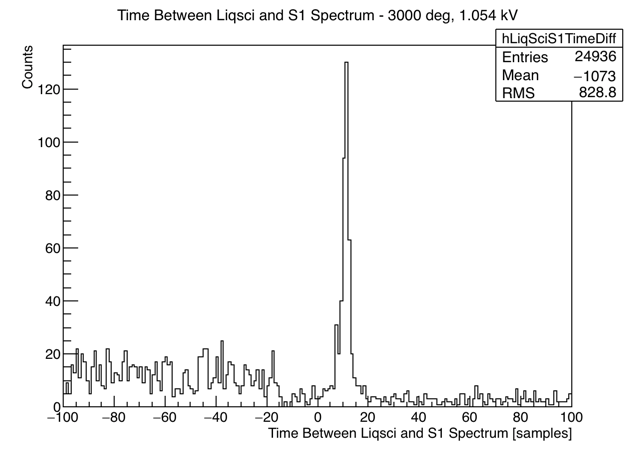 Time Between Liqsci and S1 Spectrum - 3000 deg, 1.054 kV
hLiqSciS1TimeDiff
Entries 24936
Mean −1073
RMS 828.8
Counts
120
100
80
60
40
20
0
−100 −80 −60 −40 −20 0 20 40 60 80 100
Time Between Liqsci and S1 Spectrum [samples]